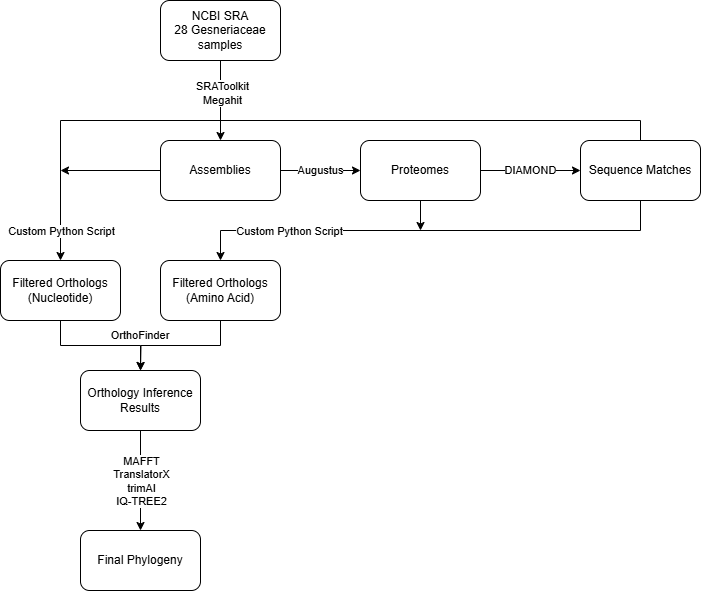 NCBI SRA
28 Gesneriaceae
samples
SRAToolkit
Megahit
Assemblies
Augustus
Proteomes
DIAMOND
Sequence Matches
Custom Python Script
Custom Python Script
Filtered Orthologs
(Nucleotide)
Filtered Orthologs
(Amino Acid)
OrthoFinder
Orthology Inference
Results
MAFFT
TranslatorX
trimAl
IQ-TREE2
Final Phylogeny